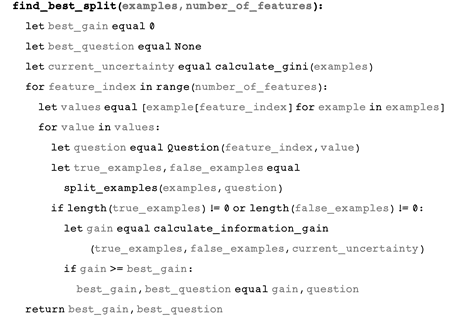 find_best_split(examples,number_of_features):
let best_gain equal 0
let best_question equal None
let current_uncertainty equal calculate_gini(examples)
for feature_index in range(number_of_features):
let values equal [example[feature_index] for example in examples]
for value in values:
let question equal Question(feature_index,value)
let true_examples,false_examples equal
split_examples(examples,question)
if length(true_examples) != 0 or length(false_examples) != 0:
let gain equal calculate_information_gain
(true_examples,false_examples,current_uncertainty)
if gain >= best_gain:
best_gain,best_question equal gain,question
return best_gain,best_question